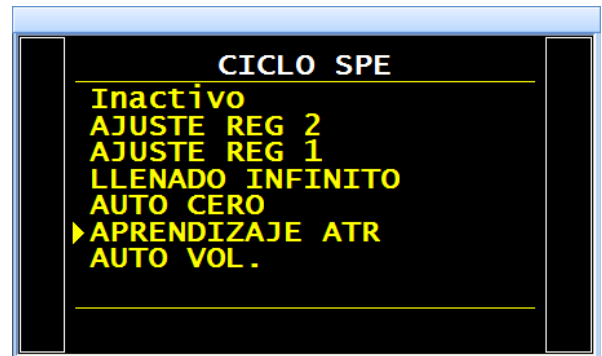 CICLO SPE
Inactivo
AJUSTE REG 2
AJUSTE REG 1
LLENADO INFINITO
AUTO CERO
APRENDIZAJE ATR
AUTO VOL.